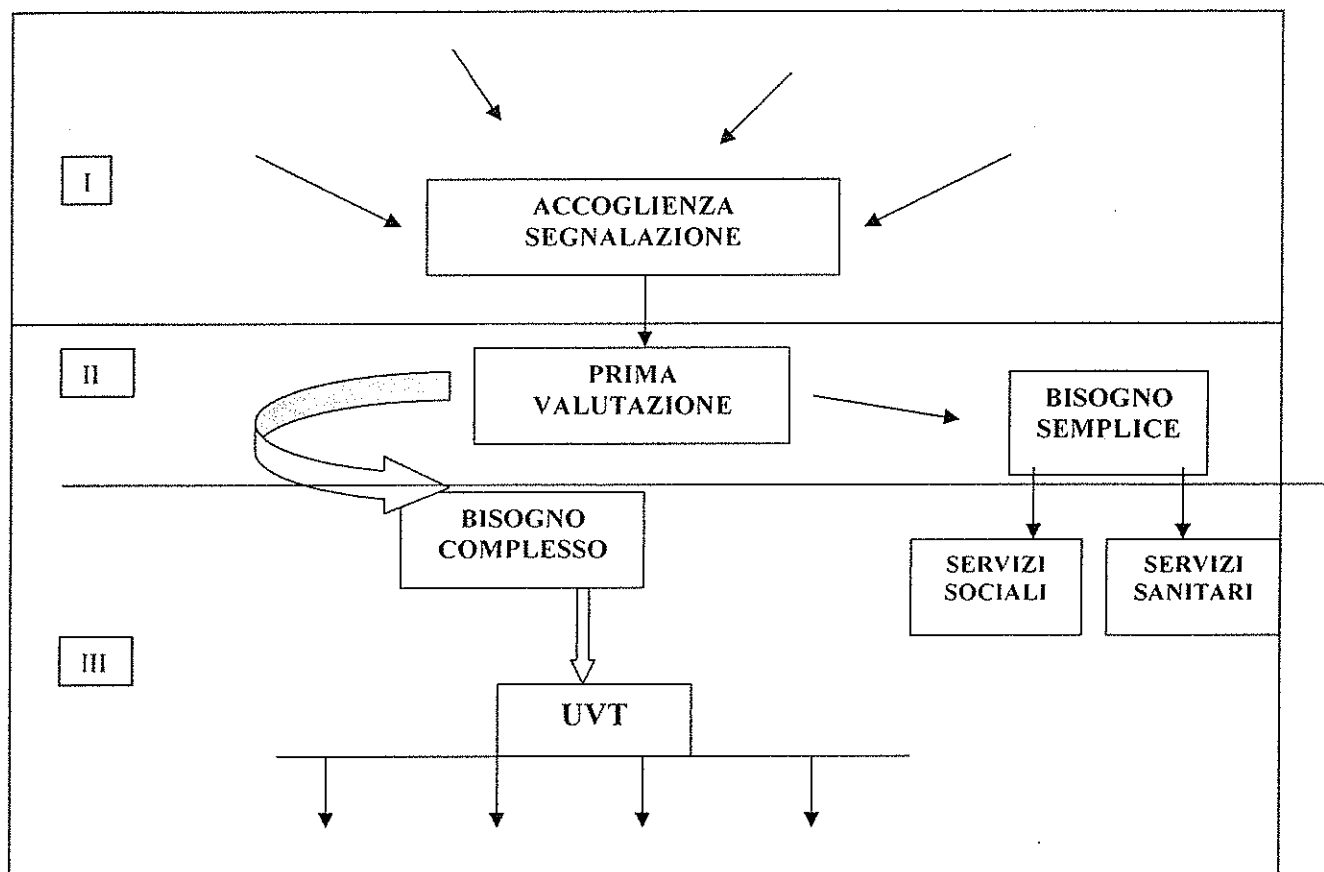 I
ACCOGLIENZA
SEGNALAZIONE
II
PRIMA
VALUTAZIONE
BISOGNO
SEMPLICE
BISOGNO
COMPLESSO
SERVIZI
SOCIALI
SERVIZI
SANITARI
III
UVT